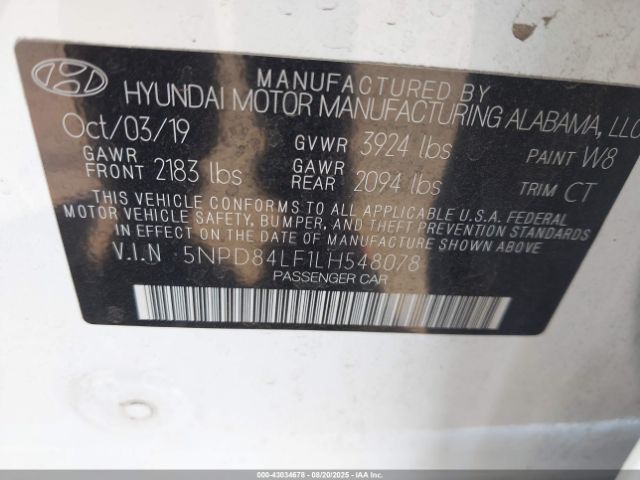 MANUFACTURED BY
HYUNDAI MOTOR MANUFACTURING ALABAMA, LLC
Oct/03/19 GVWR 3924 lbs PAINT W8
GAWR FRONT 2183 lbs GAWR REAR 2094 lbs TRIM CT
THIS VEHICLE CONFORMS TO ALL APPLICABLE U.S.A. FEDERAL
MOTOR VEHICLE SAFETY, BUMPER, AND THEFT PREVENTION STANDARDS
IN EFFECT ON THE DATE OF MANUFACTURE SHOWN ABOVE.
V.I.N 5NPD84LF1LH548078
PASSENGER CAR
000-43034678 - 08/20/2025 - IAA Inc.